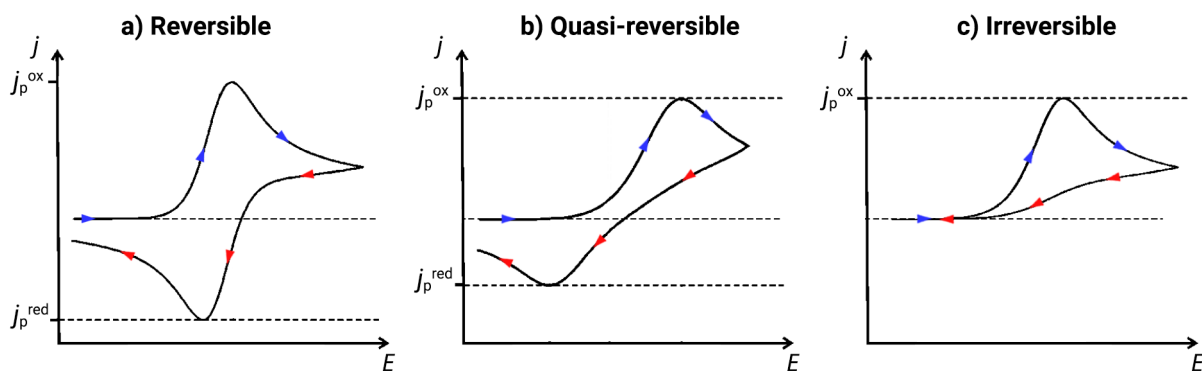 a) Reversible
j
jₚᵒˣ
jₚʳᵉᵈ
E
b) Quasi-reversible
j
jₚᵒˣ
jₚʳᵉᵈ
E
c) Irreversible
j
jₚᵒˣ
E